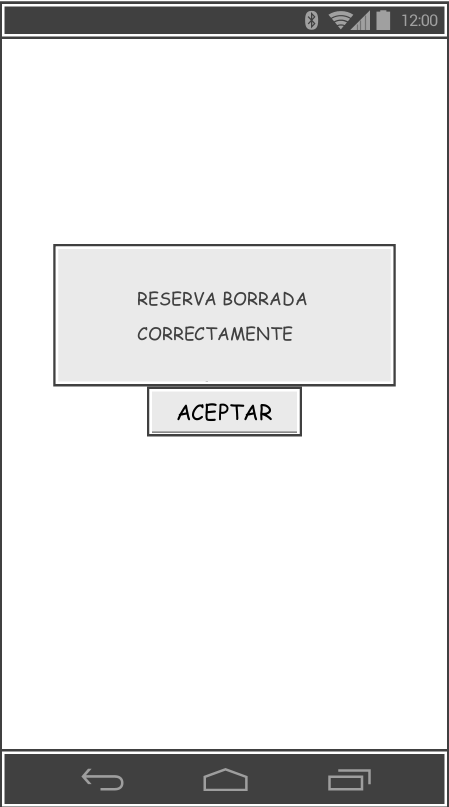 12:00
RESERVA BORRADA
CORRECTAMENTE
ACEPTAR